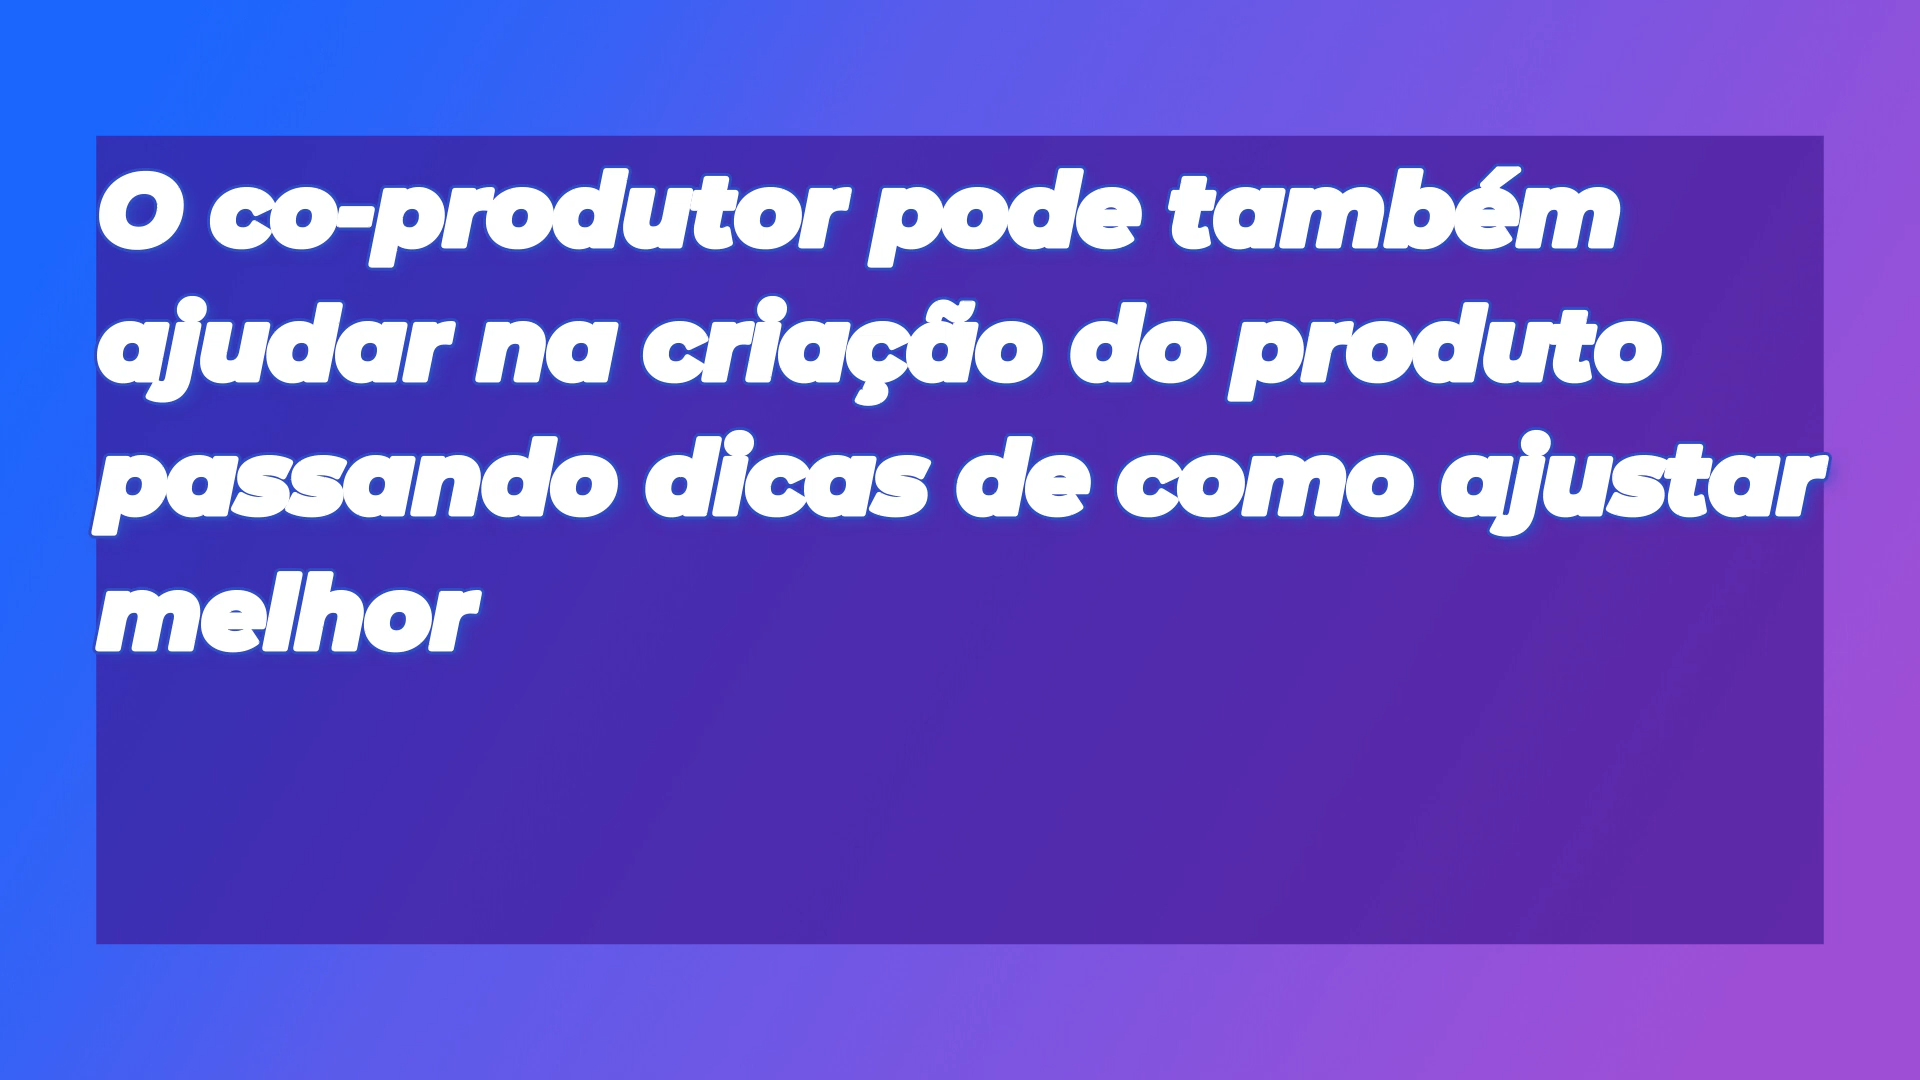 O co-produtor pode também
ajudar na criação do produto
passando dicas de como ajustar
melhor